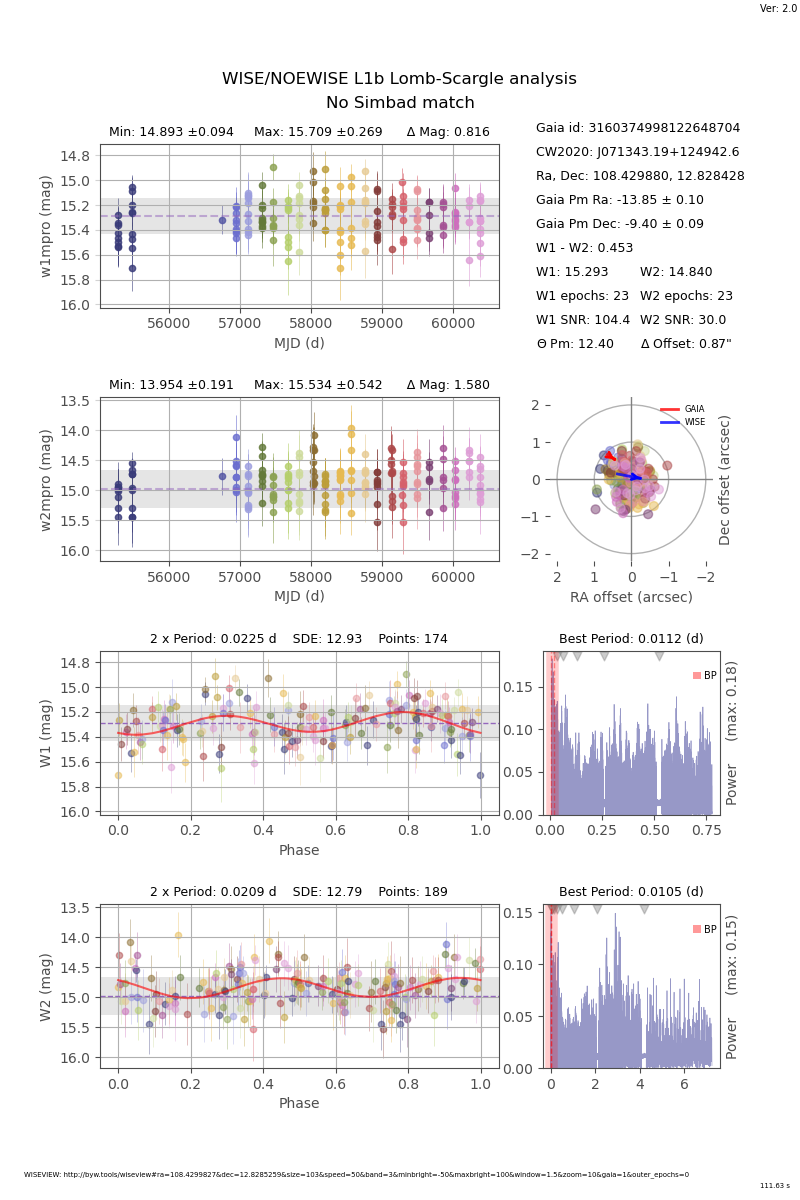 Ver: 2.0
WISE/NOEWISE L1b Lomb-Scargle analysis
No Simbad match
Min: 14.893 ±0.094 Max: 15.709 ±0.269 Δ Mag: 0.816
14.8
15.0
15.2
15.4
15.6
15.8
16.0
w1mpro (mag)
56000 57000 58000 59000 60000
MJD (d)
Gaia id: 3160374998122648704
CW2020: J071343.19+124942.6
Ra, Dec: 108.429880, 12.828428
Gaia Pm Ra: -13.85 ± 0.10
Gaia Pm Dec: -9.40 ± 0.09
W1 - W2: 0.453
W1: 15.293 W2: 14.840
W1 epochs: 23 W2 epochs: 23
W1 SNR: 104.4 W2 SNR: 30.0
Θ Pm: 12.40 Δ Offset: 0.87"
Min: 13.954 ±0.191 Max: 15.534 ±0.542 Δ Mag: 1.580
13.5
14.0
14.5
15.0
15.5
16.0
w2mpro (mag)
56000 57000 58000 59000 60000
MJD (d)
GAIA
WISE
2
1
0
−1
−2
Dec offset (arcsec)
2 1 0 −1 −2
RA offset (arcsec)
2 x Period: 0.0225 d SDE: 12.93 Points: 174
14.8
15.0
15.2
15.4
15.6
15.8
16.0
W1 (mag)
0.0 0.2 0.4 0.6 0.8 1.0
Phase
Best Period: 0.0112 (d)
BP
0.15
0.10
0.05
0.00
Power (max: 0.18)
0.00 0.25 0.50 0.75
2 x Period: 0.0209 d SDE: 12.79 Points: 189
13.5
14.0
14.5
15.0
15.5
16.0
W2 (mag)
0.0 0.2 0.4 0.6 0.8 1.0
Phase
Best Period: 0.0105 (d)
BP
0.15
0.10
0.05
0.00
Power (max: 0.15)
0 2 4 6
WISEVIEW: http://byw.tools/wiseview#ra=108.4299827&dec=12.8285259&size=103&speed=50&band=3&minbright=-50&maxbright=100&window=1.5&zoom=10&gaia=1&outer_epochs=0
111.63 s